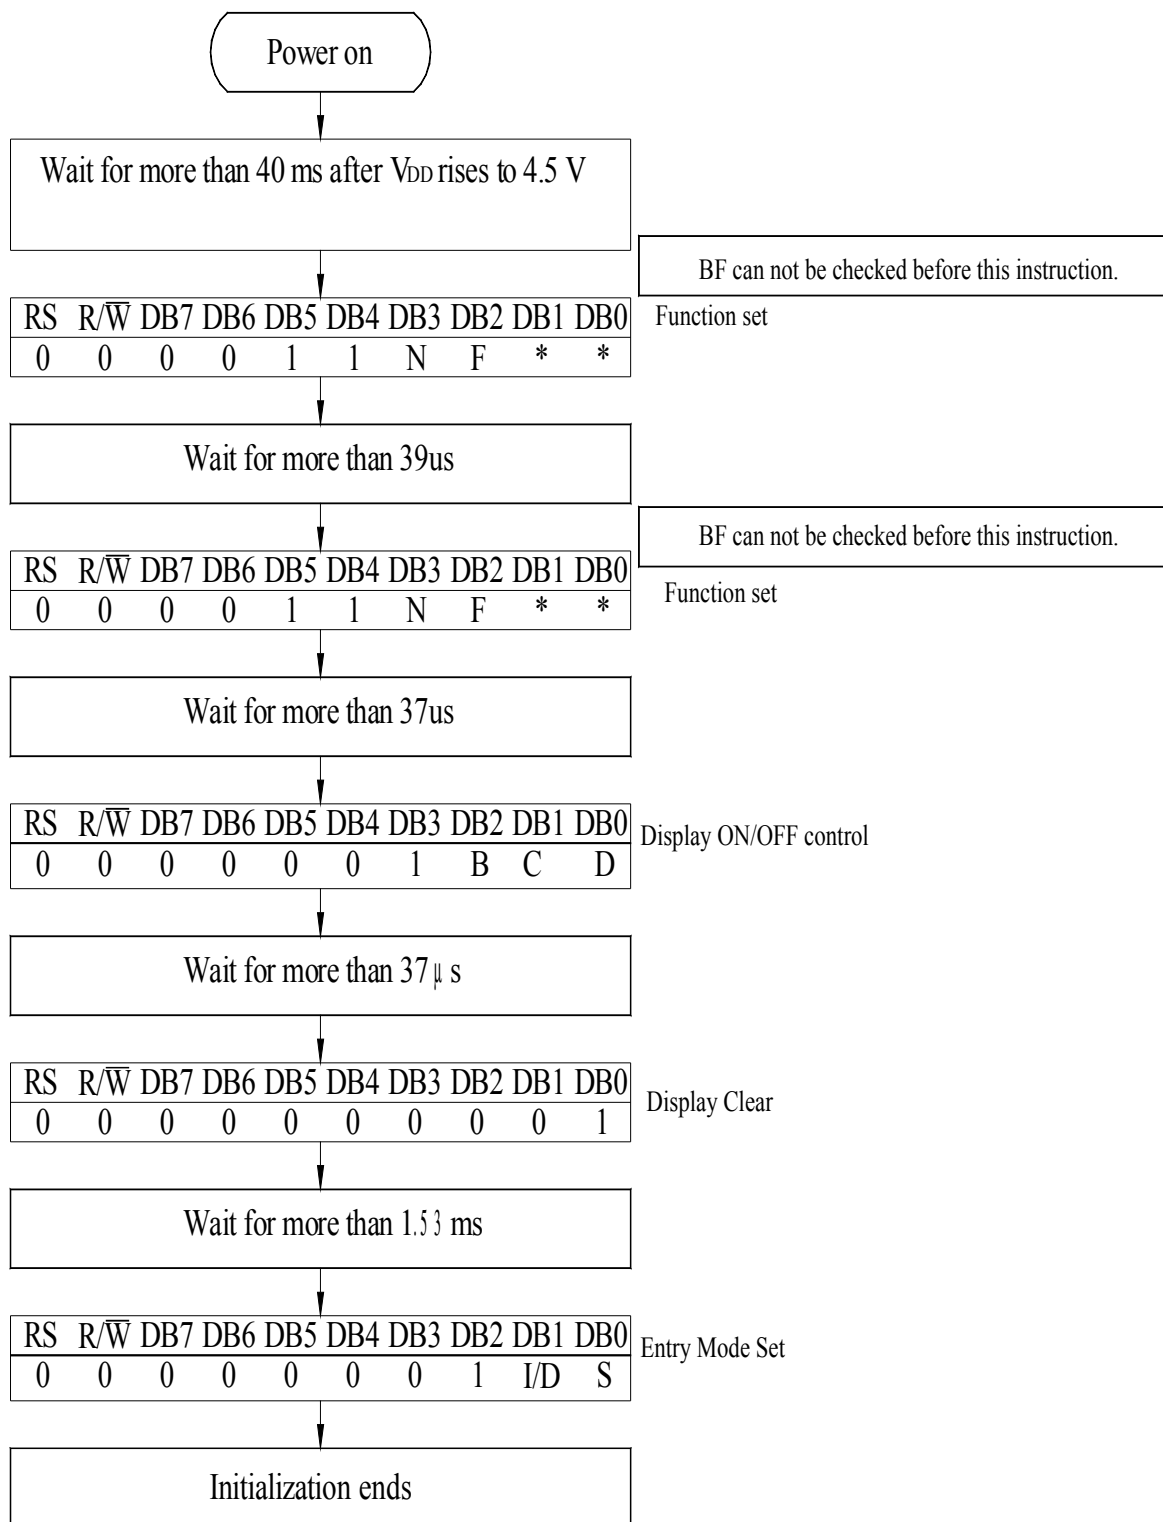 Power on
Wait for more than 40 ms after VDD rises to 4.5 V
BF can not be checked before this instruction.
RS R/W̅ DB7 DB6 DB5 DB4 DB3 DB2 DB1 DB0
Function set
0 0 0 0 1 1 N F * *
Wait for more than 39us
BF can not be checked before this instruction.
RS R/W̅ DB7 DB6 DB5 DB4 DB3 DB2 DB1 DB0
Function set
0 0 0 0 1 1 N F * *
Wait for more than 37us
RS R/W̅ DB7 DB6 DB5 DB4 DB3 DB2 DB1 DB0
Display ON/OFF control
0 0 0 0 0 0 1 B C D
Wait for more than 37 μ s
RS R/W̅ DB7 DB6 DB5 DB4 DB3 DB2 DB1 DB0
Display Clear
0 0 0 0 0 0 0 0 0 1
Wait for more than 1.53 ms
RS R/W̅ DB7 DB6 DB5 DB4 DB3 DB2 DB1 DB0
Entry Mode Set
0 0 0 0 0 0 0 1 I/D S
Initialization ends